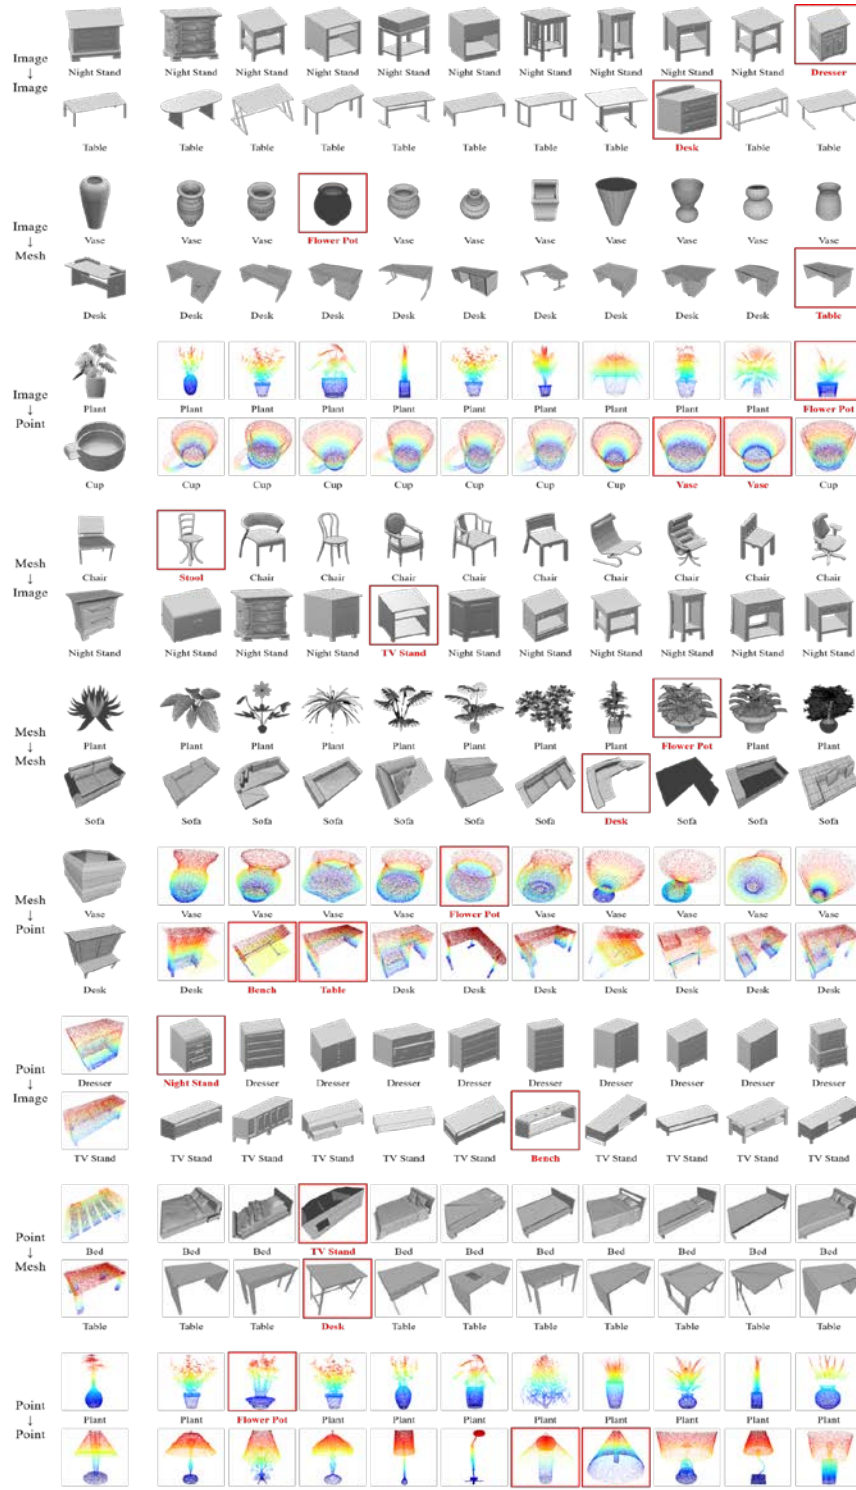 Image
↓
Image
Night Stand Night Stand Night Stand Night Stand Night Stand Night Stand Night Stand Night Stand Night Stand Night Stand Dresser
Table Table Table Table Table Table Table Table Desk Table Table
Image
↓
Mesh
Vase Vase Vase Flower Pot Vase Vase Vase Vase Vase Vase Vase
Desk Desk Desk Desk Desk Desk Desk Desk Desk Desk Table
Image
↓
Point
Plant Plant Plant Plant Plant Plant Plant Plant Plant Plant Flower Pot
Cup Cup Cup Cup Cup Cup Cup Cup Vase Vase Cup
Mesh
↓
Image
Chair Stool Chair Chair Chair Chair Chair Chair Chair Chair Chair
Night Stand Night Stand Night Stand Night Stand TV Stand Night Stand Night Stand Night Stand Night Stand Night Stand Night Stand
Mesh
↓
Mesh
Plant Plant Plant Plant Plant Plant Plant Plant Flower Pot Plant Plant
Sofa Sofa Sofa Sofa Sofa Sofa Sofa Desk Sofa Sofa Sofa
Mesh
↓
Point
Vase Vase Vase Vase Vase Flower Pot Vase Vase Vase Vase Vase
Desk Desk Bench Table Desk Desk Desk Desk Desk Desk Desk
Point
↓
Image
Dresser Night Stand Dresser Dresser Dresser Dresser Dresser Dresser Dresser Dresser Dresser
TV Stand TV Stand TV Stand TV Stand TV Stand TV Stand Bench TV Stand TV Stand TV Stand TV Stand
Point
↓
Mesh
Bed Bed Bed TV Stand Bed Bed Bed Bed Bed Bed Bed
Table Table Table Desk Table Table Table Table Table Table Table
Point
↓
Point
Plant Plant Flower Pot Plant Plant Plant Plant Plant Plant Plant Plant